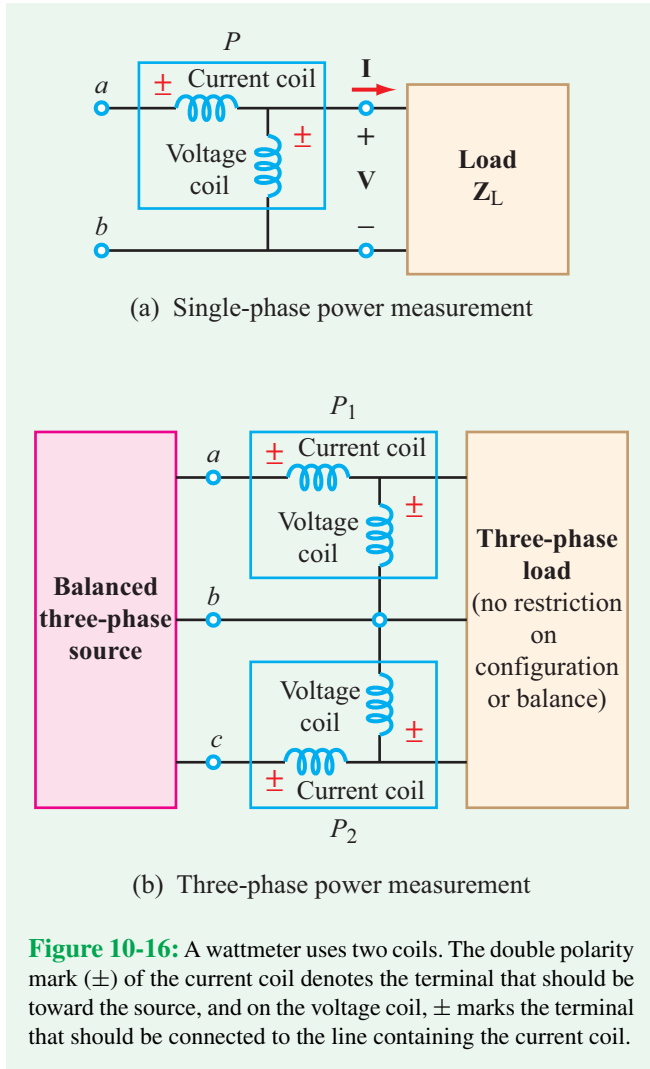 P
a
± Current coil
I
±
Voltage
coil
+
V
−
Load
Z_L
b
(a) Single-phase power measurement
P₁
a
± Current coil
±
Voltage
coil
Balanced
three-phase
source
b
Three-phase
load
(no restriction
on
configuration
or balance)
Voltage
coil
±
c
±
Current coil
P₂
(b) Three-phase power measurement
Figure 10-16: A wattmeter uses two coils. The double polarity
mark (±) of the current coil denotes the terminal that should be
toward the source, and on the voltage coil, ± marks the terminal
that should be connected to the line containing the current coil.